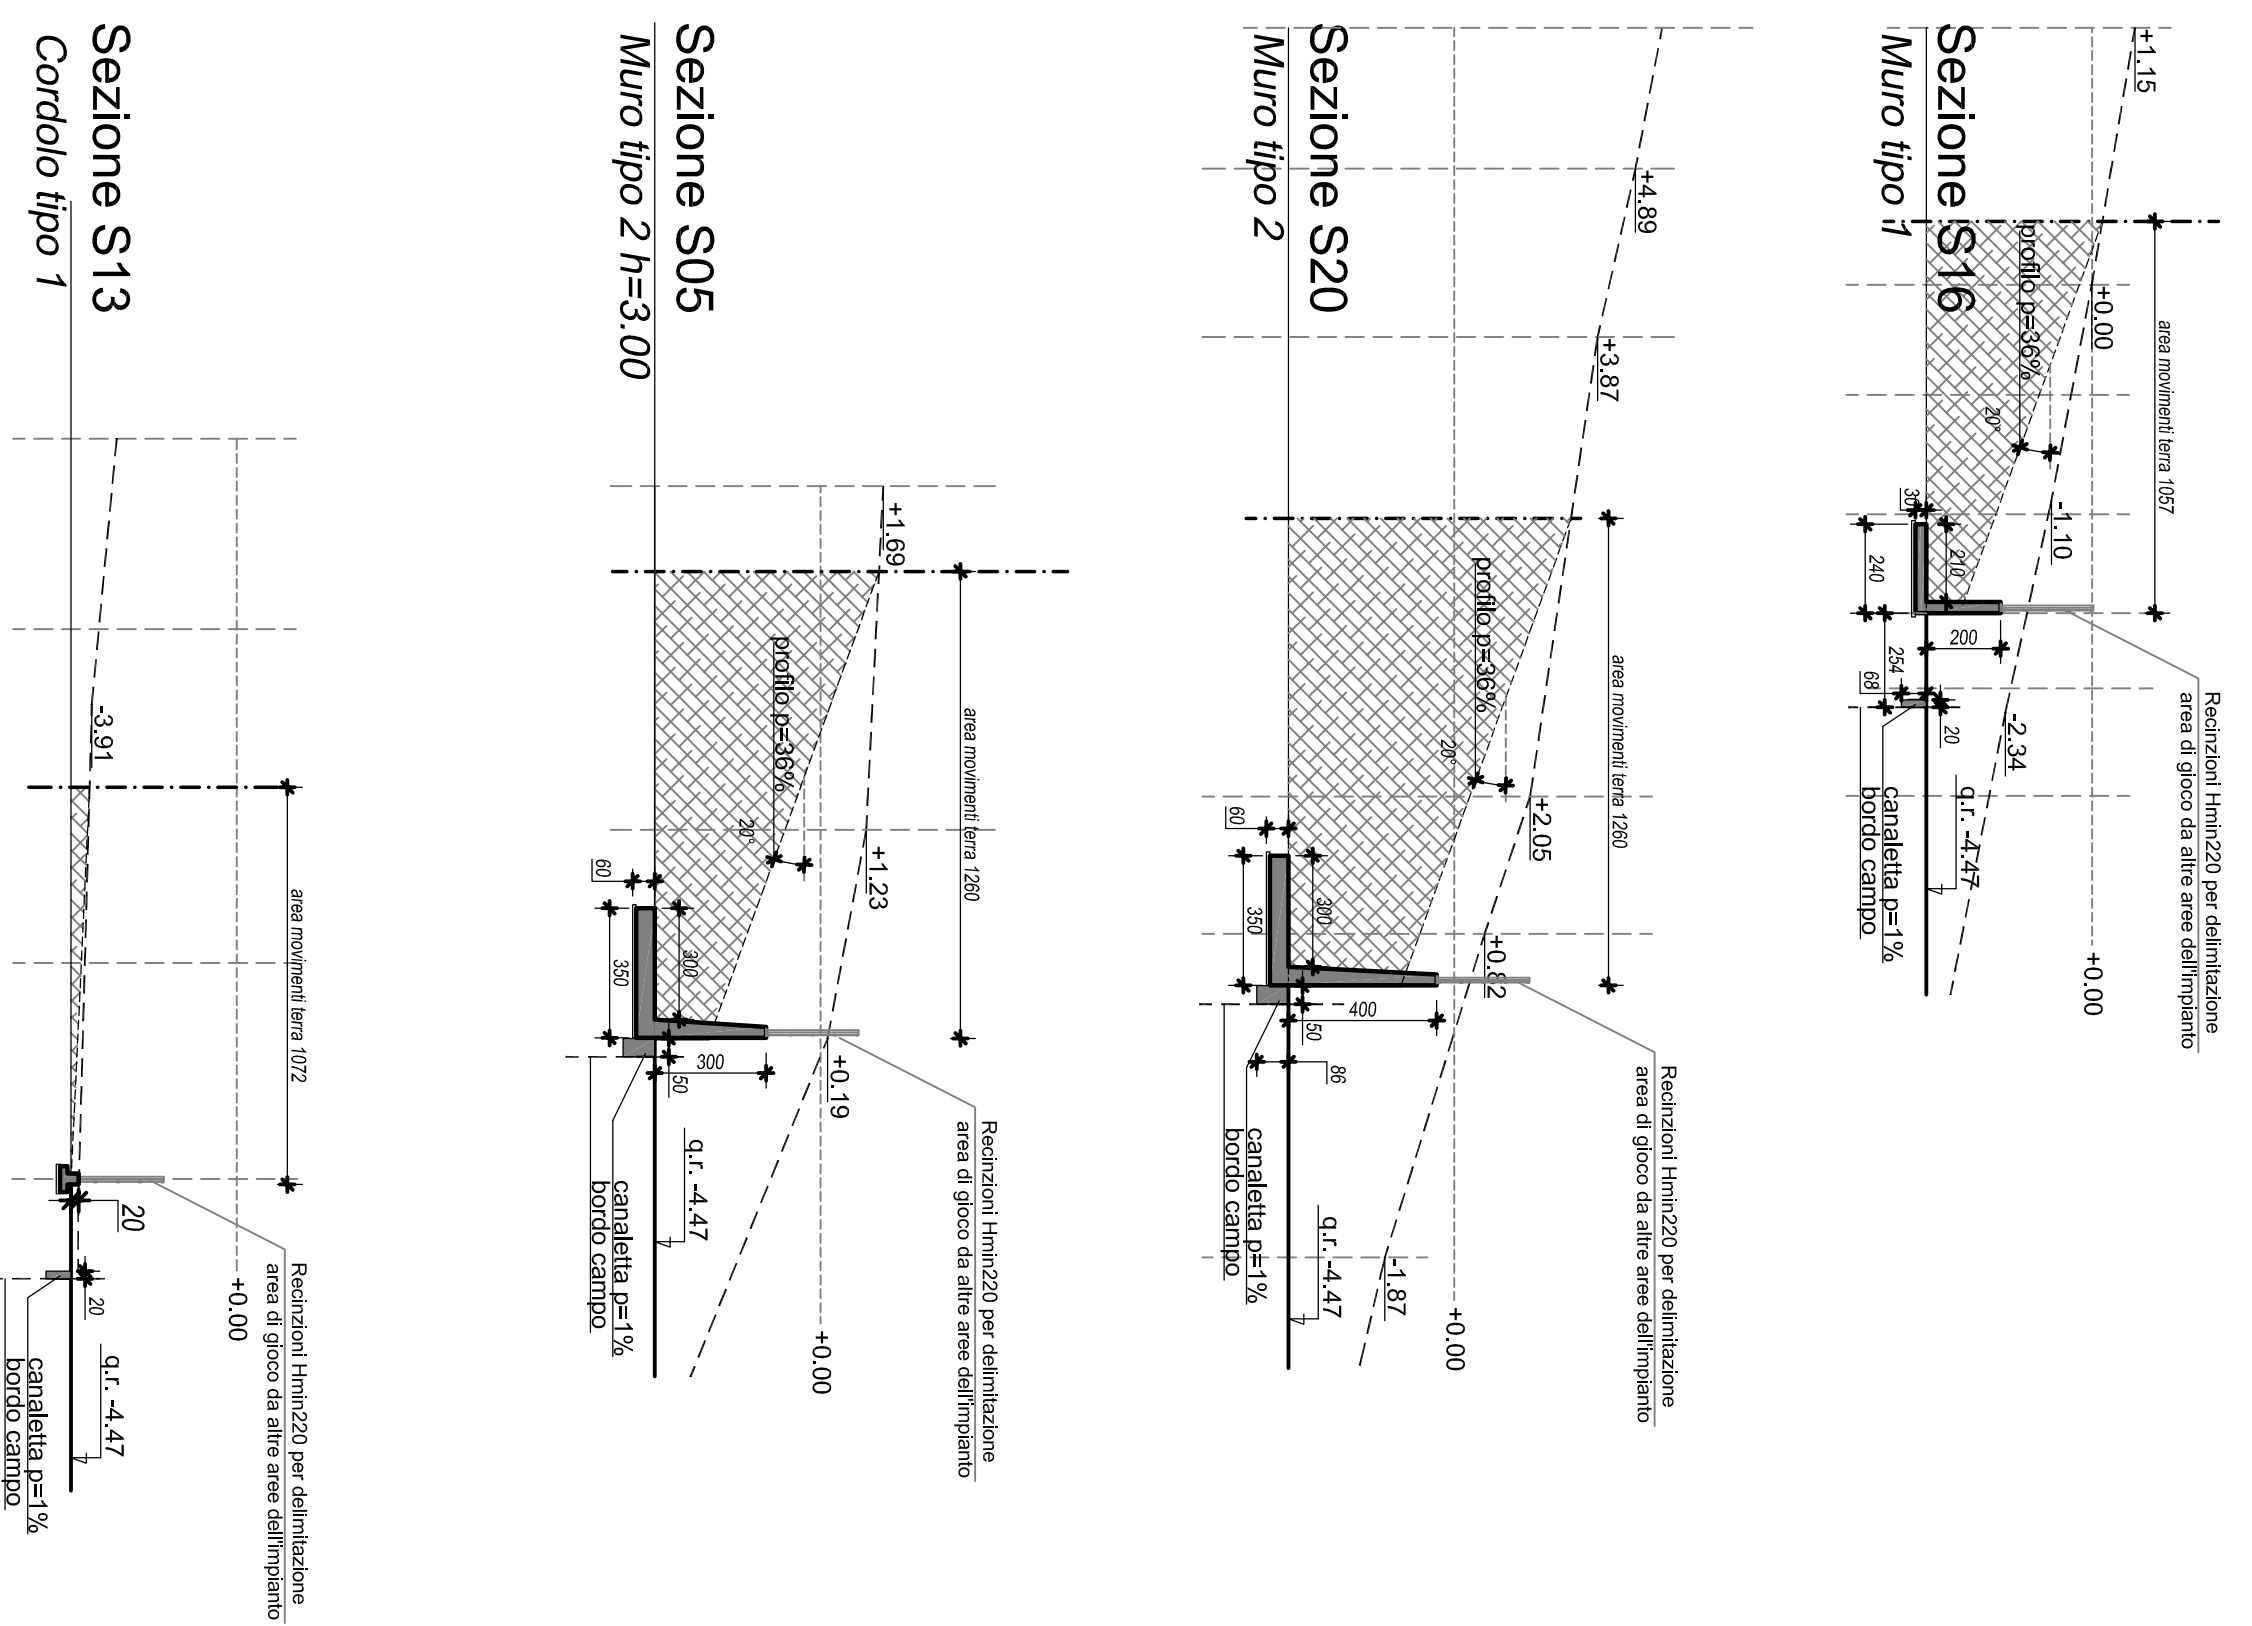 Sezione S16
Muro tipo 1
+1.15
profilo p=36%
20°
+0.00
area movimenti terra 1057
-1.10
30
210
240
200
254
68
20
-2.34
q.r. -4.47
canaletta p=1%
bordo campo
+0.00
Recinzioni Hmin220 per delimitazione
area di gioco da altre aree dell'impianto
Sezione S20
Muro tipo 2
+4.89
+3.87
profilo p=36%
20°
area movimenti terra 1260
+2.05
60
300
350
+0.82
400
50
86
canaletta p=1%
bordo campo
q.r. -4.47
-1.87
+0.00
Recinzioni Hmin220 per delimitazione
area di gioco da altre aree dell'impianto
Sezione S05
Muro tipo 2 h=3.00
+1.69
profilo p=36%
20°
area movimenti terra 1260
+1.23
60
300
350
300
50
+0.19
q.r. -4.47
canaletta p=1%
bordo campo
+0.00
Recinzioni Hmin220 per delimitazione
area di gioco da altre aree dell'impianto
Sezione S13
Cordolo tipo 1
-3.91
area movimenti terra 1072
20
20
+0.00
q.r. -4.47
canaletta p=1%
bordo campo
Recinzioni Hmin220 per delimitazione
area di gioco da altre aree dell'impianto